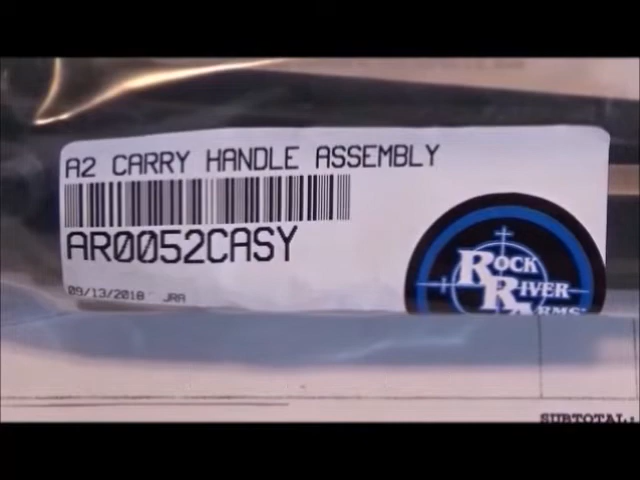 A2 CARRY HANDLE ASSEMBLY
AR0052CASY
09/13/2018 JRA
ROCK
RIVER
ARMS
SUBTOTAL: